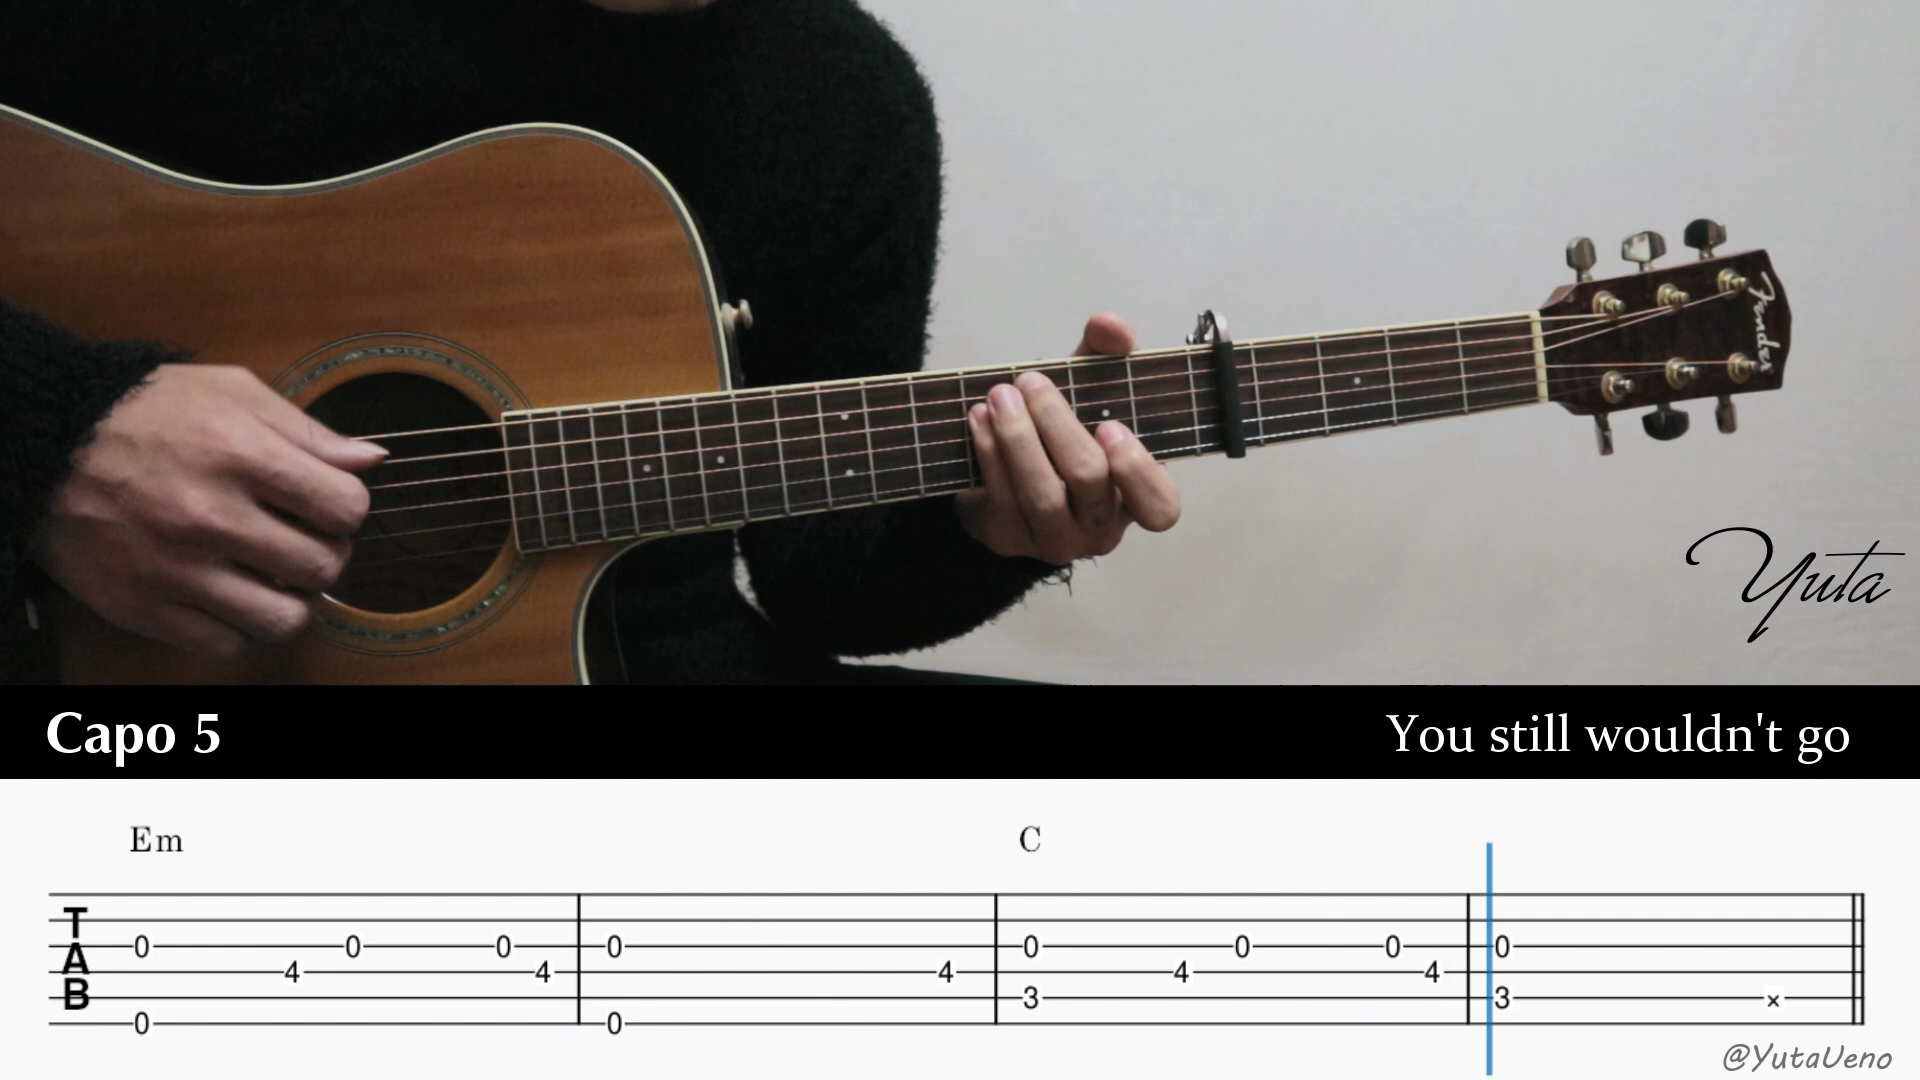 Fender
Yuta
Capo 5
You still wouldn't go
Em C
T
A
B
0 0 0 0 0 0 0 0
4 4 4 4 4
3 3 ×
0 0
@YutaUeno